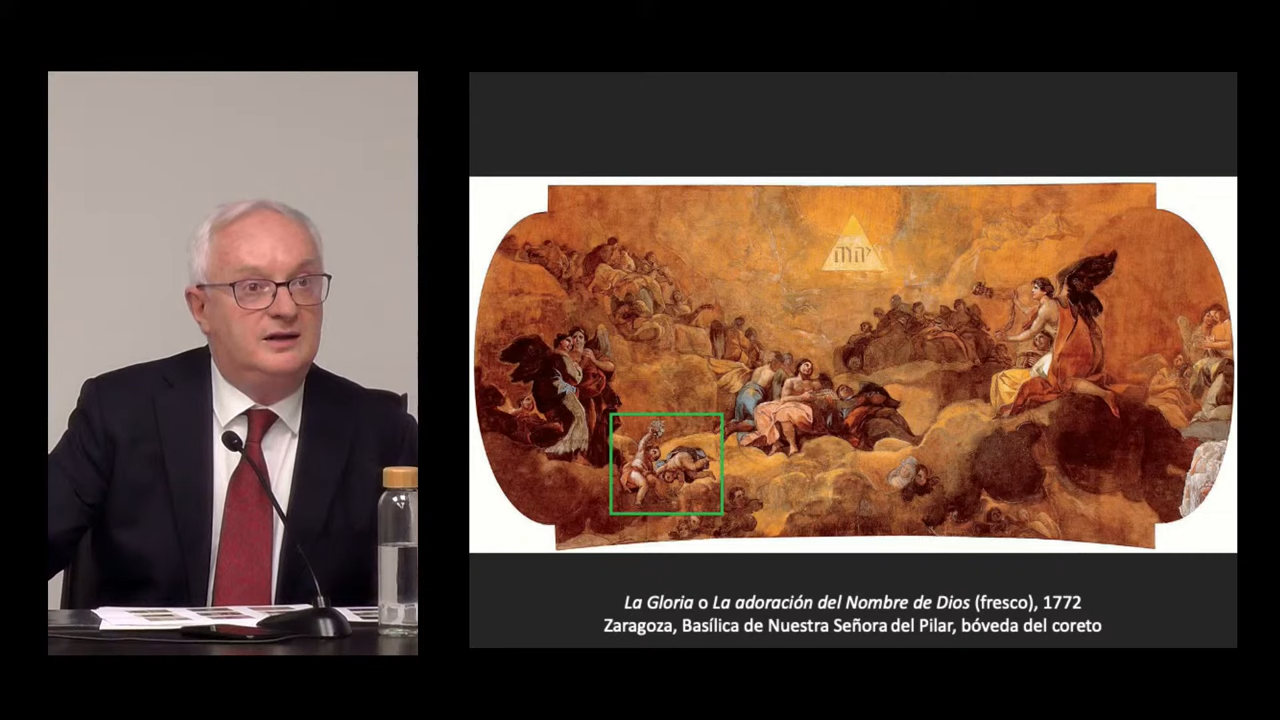 יהוה
La Gloria o La adoración del Nombre de Dios (fresco), 1772
Zaragoza, Basílica de Nuestra Señora del Pilar, bóveda del coreto